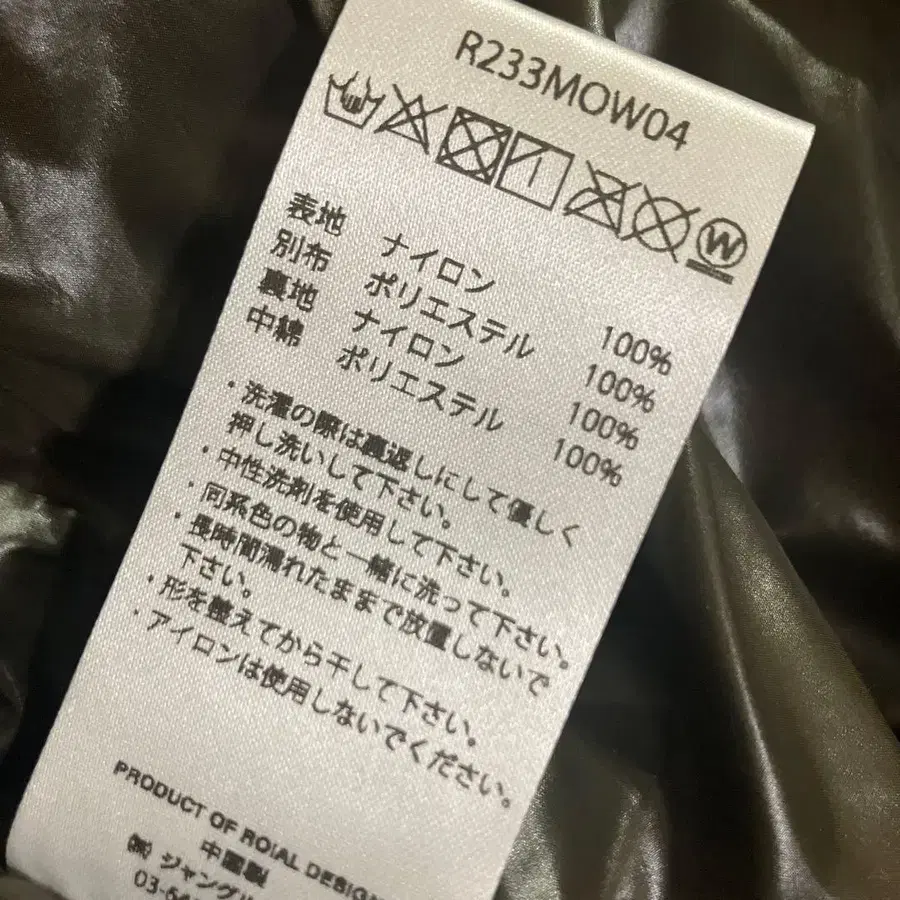 R233MOW04
W
表地 ナイロン 100%
別布 ポリエステル 100%
裏地 ナイロン 100%
中綿 ポリエステル 100%
・洗濯の際は裏返しにして優しく
押し洗いして下さい。
・中性洗剤を使用して下さい。
・同系色の物と一緒に洗って下さい。
・長時間濡れたままで放置しないで
下さい。
・形を整えてから干して下さい。
・アイロンは使用しないでください。
PRODUCT OF ROIAL DESIGN
中国製
㈱ ジャングル